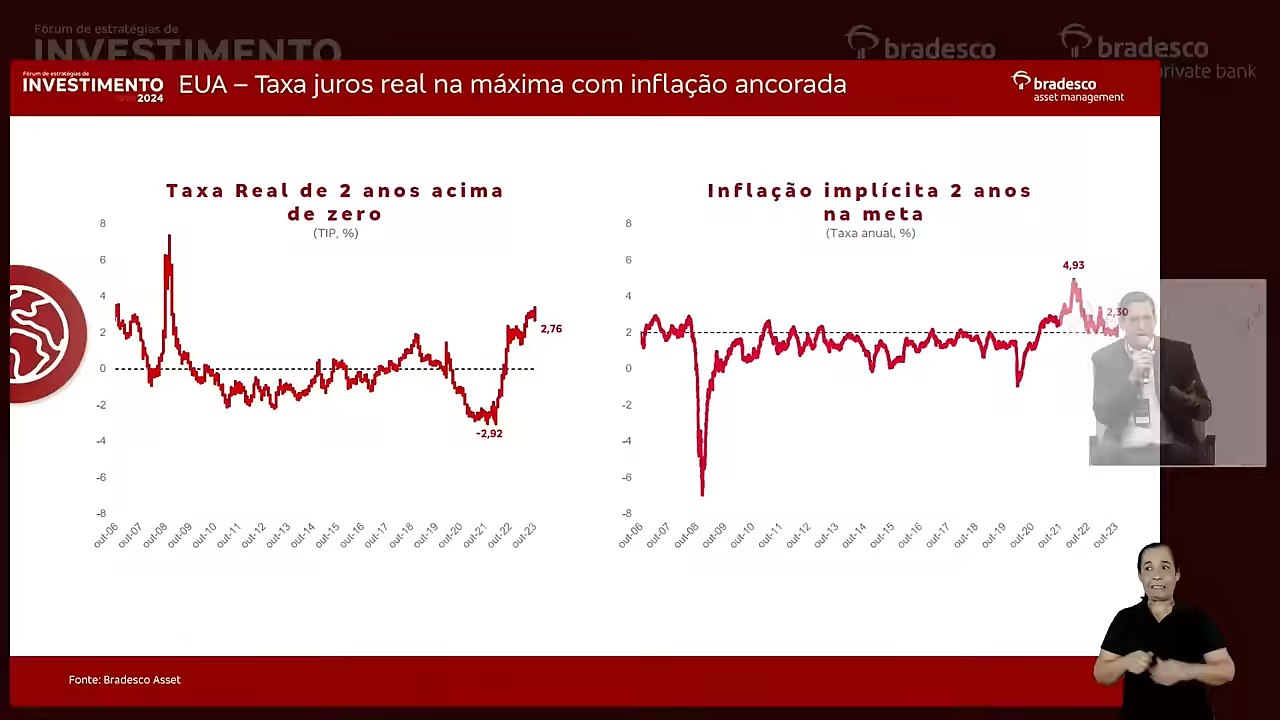 Fórum de estratégias de
INVESTIMENTO
bradesco
bradesco
private bank
Fórum de estratégias de
INVESTIMENTO
2024
EUA – Taxa juros real na máxima com inflação ancorada
bradesco
asset management
Taxa Real de 2 anos acima
de zero
(TIP, %)
8
6
4
2
0
-2
-4
-6
-8
2,76
-2,92
out-06
out-07
out-08
out-09
out-10
out-11
out-12
out-13
out-14
out-15
out-16
out-17
out-18
out-19
out-20
out-21
out-22
out-23
Inflação implícita 2 anos
na meta
(Taxa anual, %)
8
6
4
2
0
-2
-4
-6
-8
4,93
2,30
out-06
out-07
out-08
out-09
out-10
out-11
out-12
out-13
out-14
out-15
out-16
out-17
out-18
out-19
out-20
out-21
out-22
out-23
Fonte: Bradesco Asset